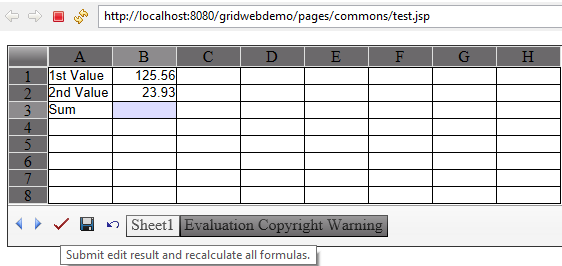 http://localhost:8080/gridwebdemo/pages/commons/test.jsp
A B C D E F G H
1 1st Value 125.56
2 2nd Value 23.93
3 Sum
4
5
6
7
8
Sheet1 Evaluation Copyright Warning
Submit edit result and recalculate all formulas.